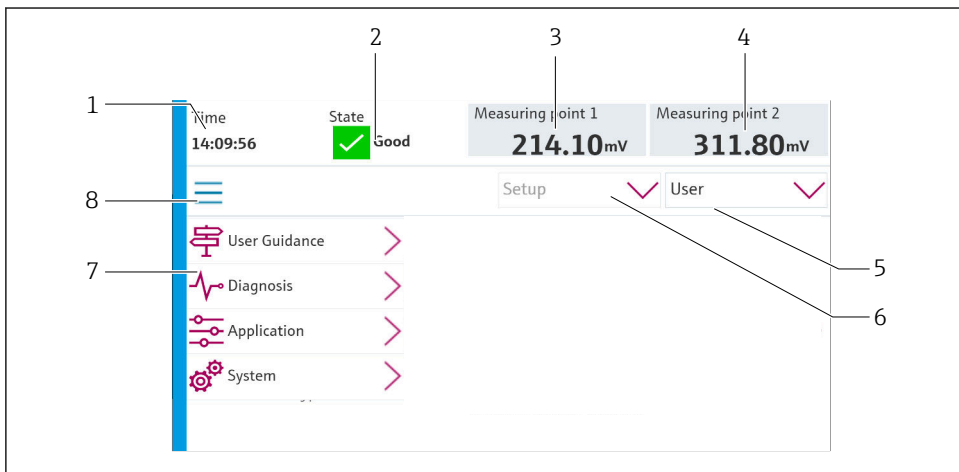 1
2
3
4
Time
State
Measuring point 1
Measuring point 2
14:09:56
Good
214.10mV
311.80mV
8
Setup
User
User Guidance
7
Diagnosis
5
6
Application
System